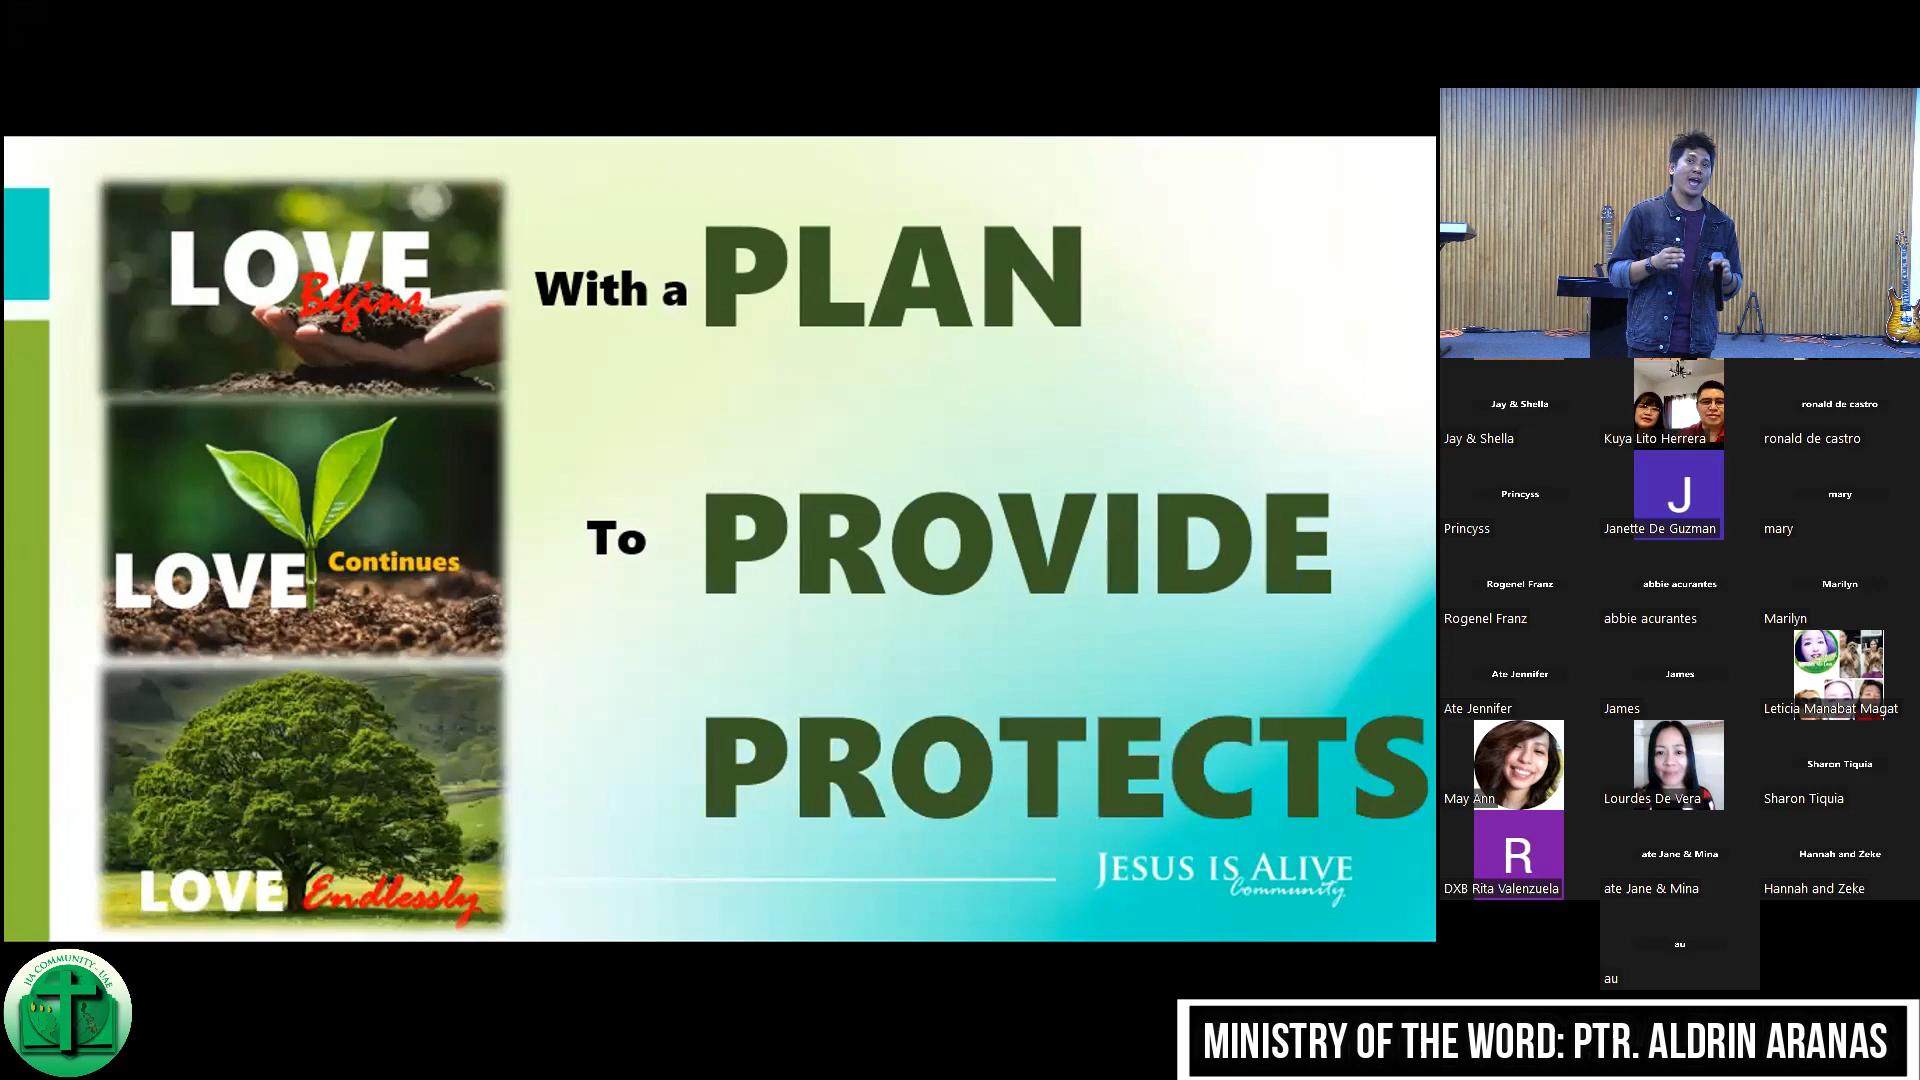 LOVE
Begins
With a PLAN
LOVE Continues
To PROVIDE
LOVE Endlessly
PROTECTS
JESUS IS ALIVE
Community
JIA COMMUNITY - UAE
Jay & Shella
ronald de castro
Jay & Shella
Kuya Lito Herrera
ronald de castro
Princyss
J
mary
Princyss
Janette De Guzman
mary
Rogenel Franz
abbie acurantes
Marilyn
Rogenel Franz
abbie acurantes
Marilyn
Ate Jennifer
James
Ate Jennifer
James
Leticia Manabat Magat
Sharon Tiquia
May Ann
Lourdes De Vera
Sharon Tiquia
R
ate Jane & Mina
Hannah and Zeke
DXB Rita Valenzuela
ate Jane & Mina
Hannah and Zeke
au
au
MINISTRY OF THE WORD: PTR. ALDRIN ARANAS